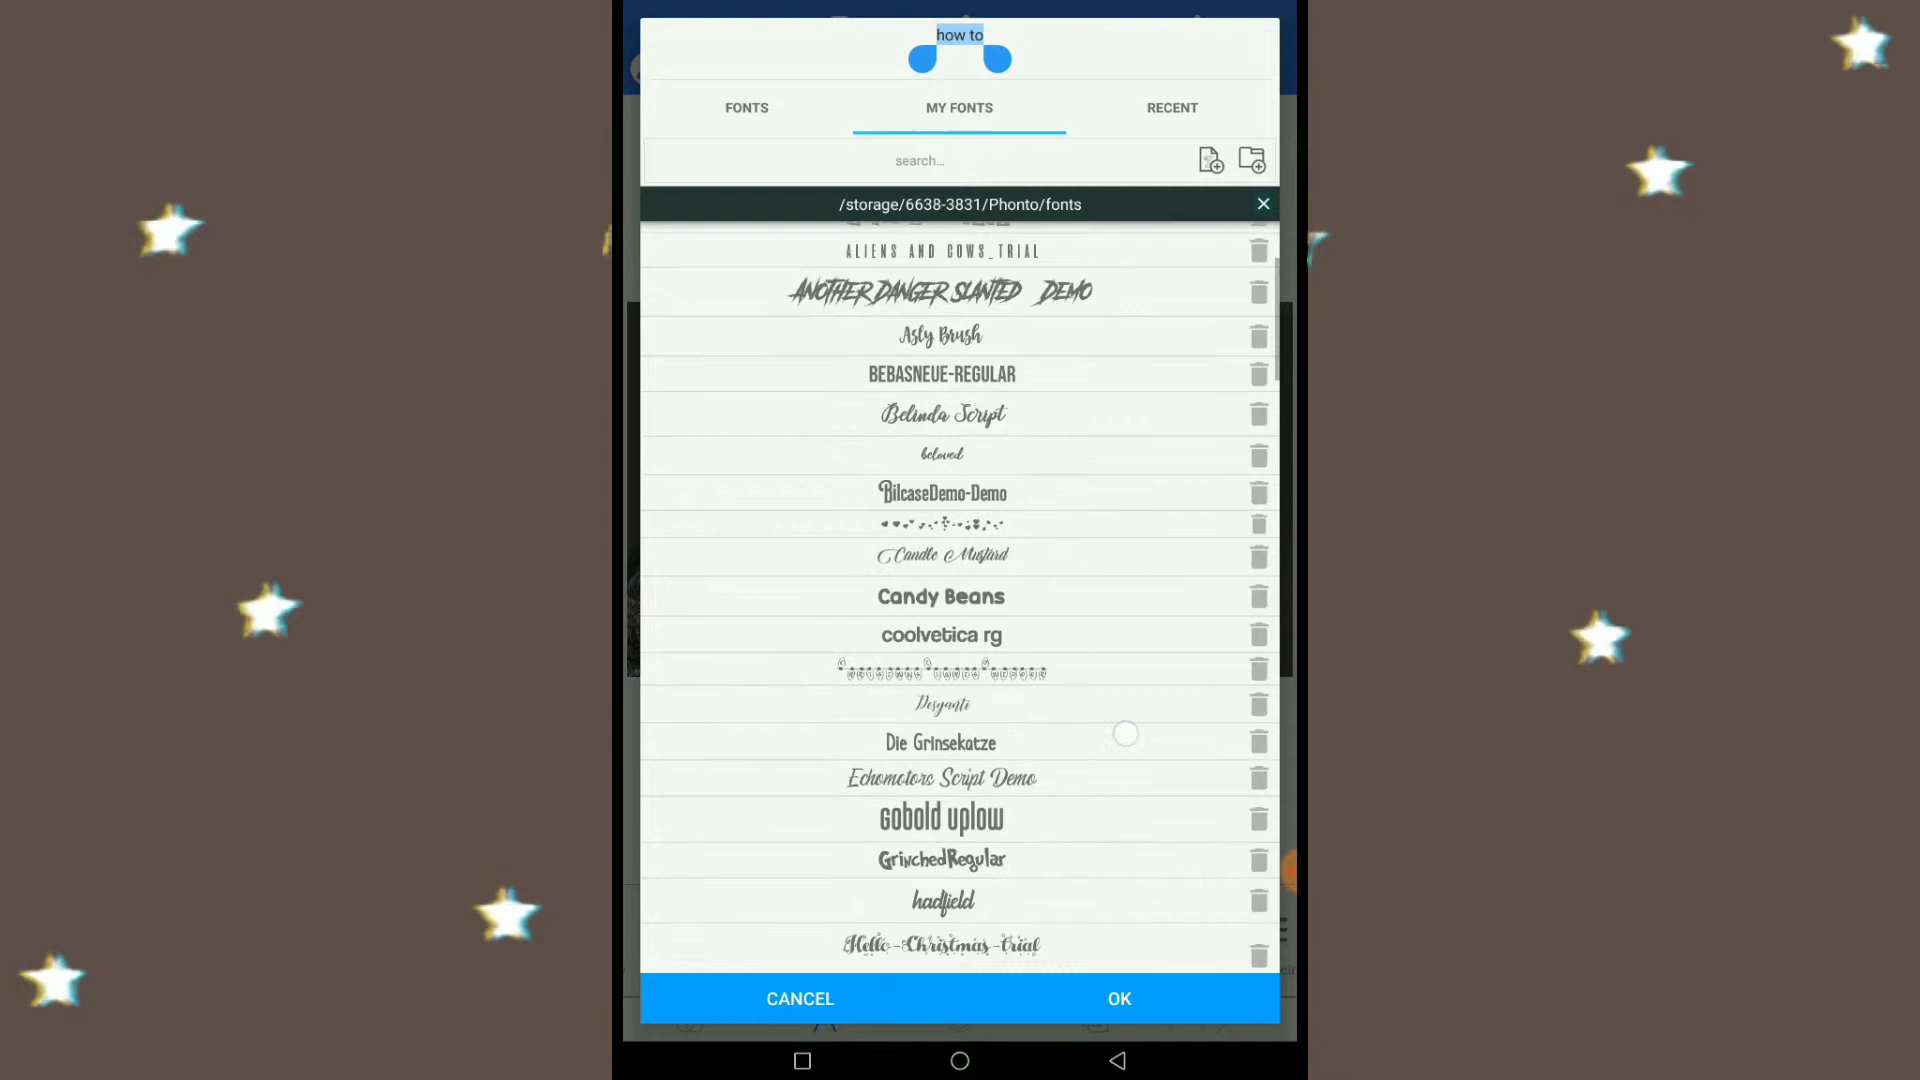 how to
FONTS
MY FONTS
RECENT
search...
/storage/6638-3831/Phonto/fonts
ALIENS AND COWS_TRIAL
ANOTHER DANGER SLANTED DEMO
Asly Brush
BEBASNEUE-REGULAR
Belinda Script
beloved
BilcaseDemo-Demo
Candle Mustard
Candy Beans
coolvetica rg
Desyanti
Die Grinsekatze
Echomotors Script Demo
Gobold Uplow
GrinchedRegular
hadfield
Hello-Christmas-trial
CANCEL
OK